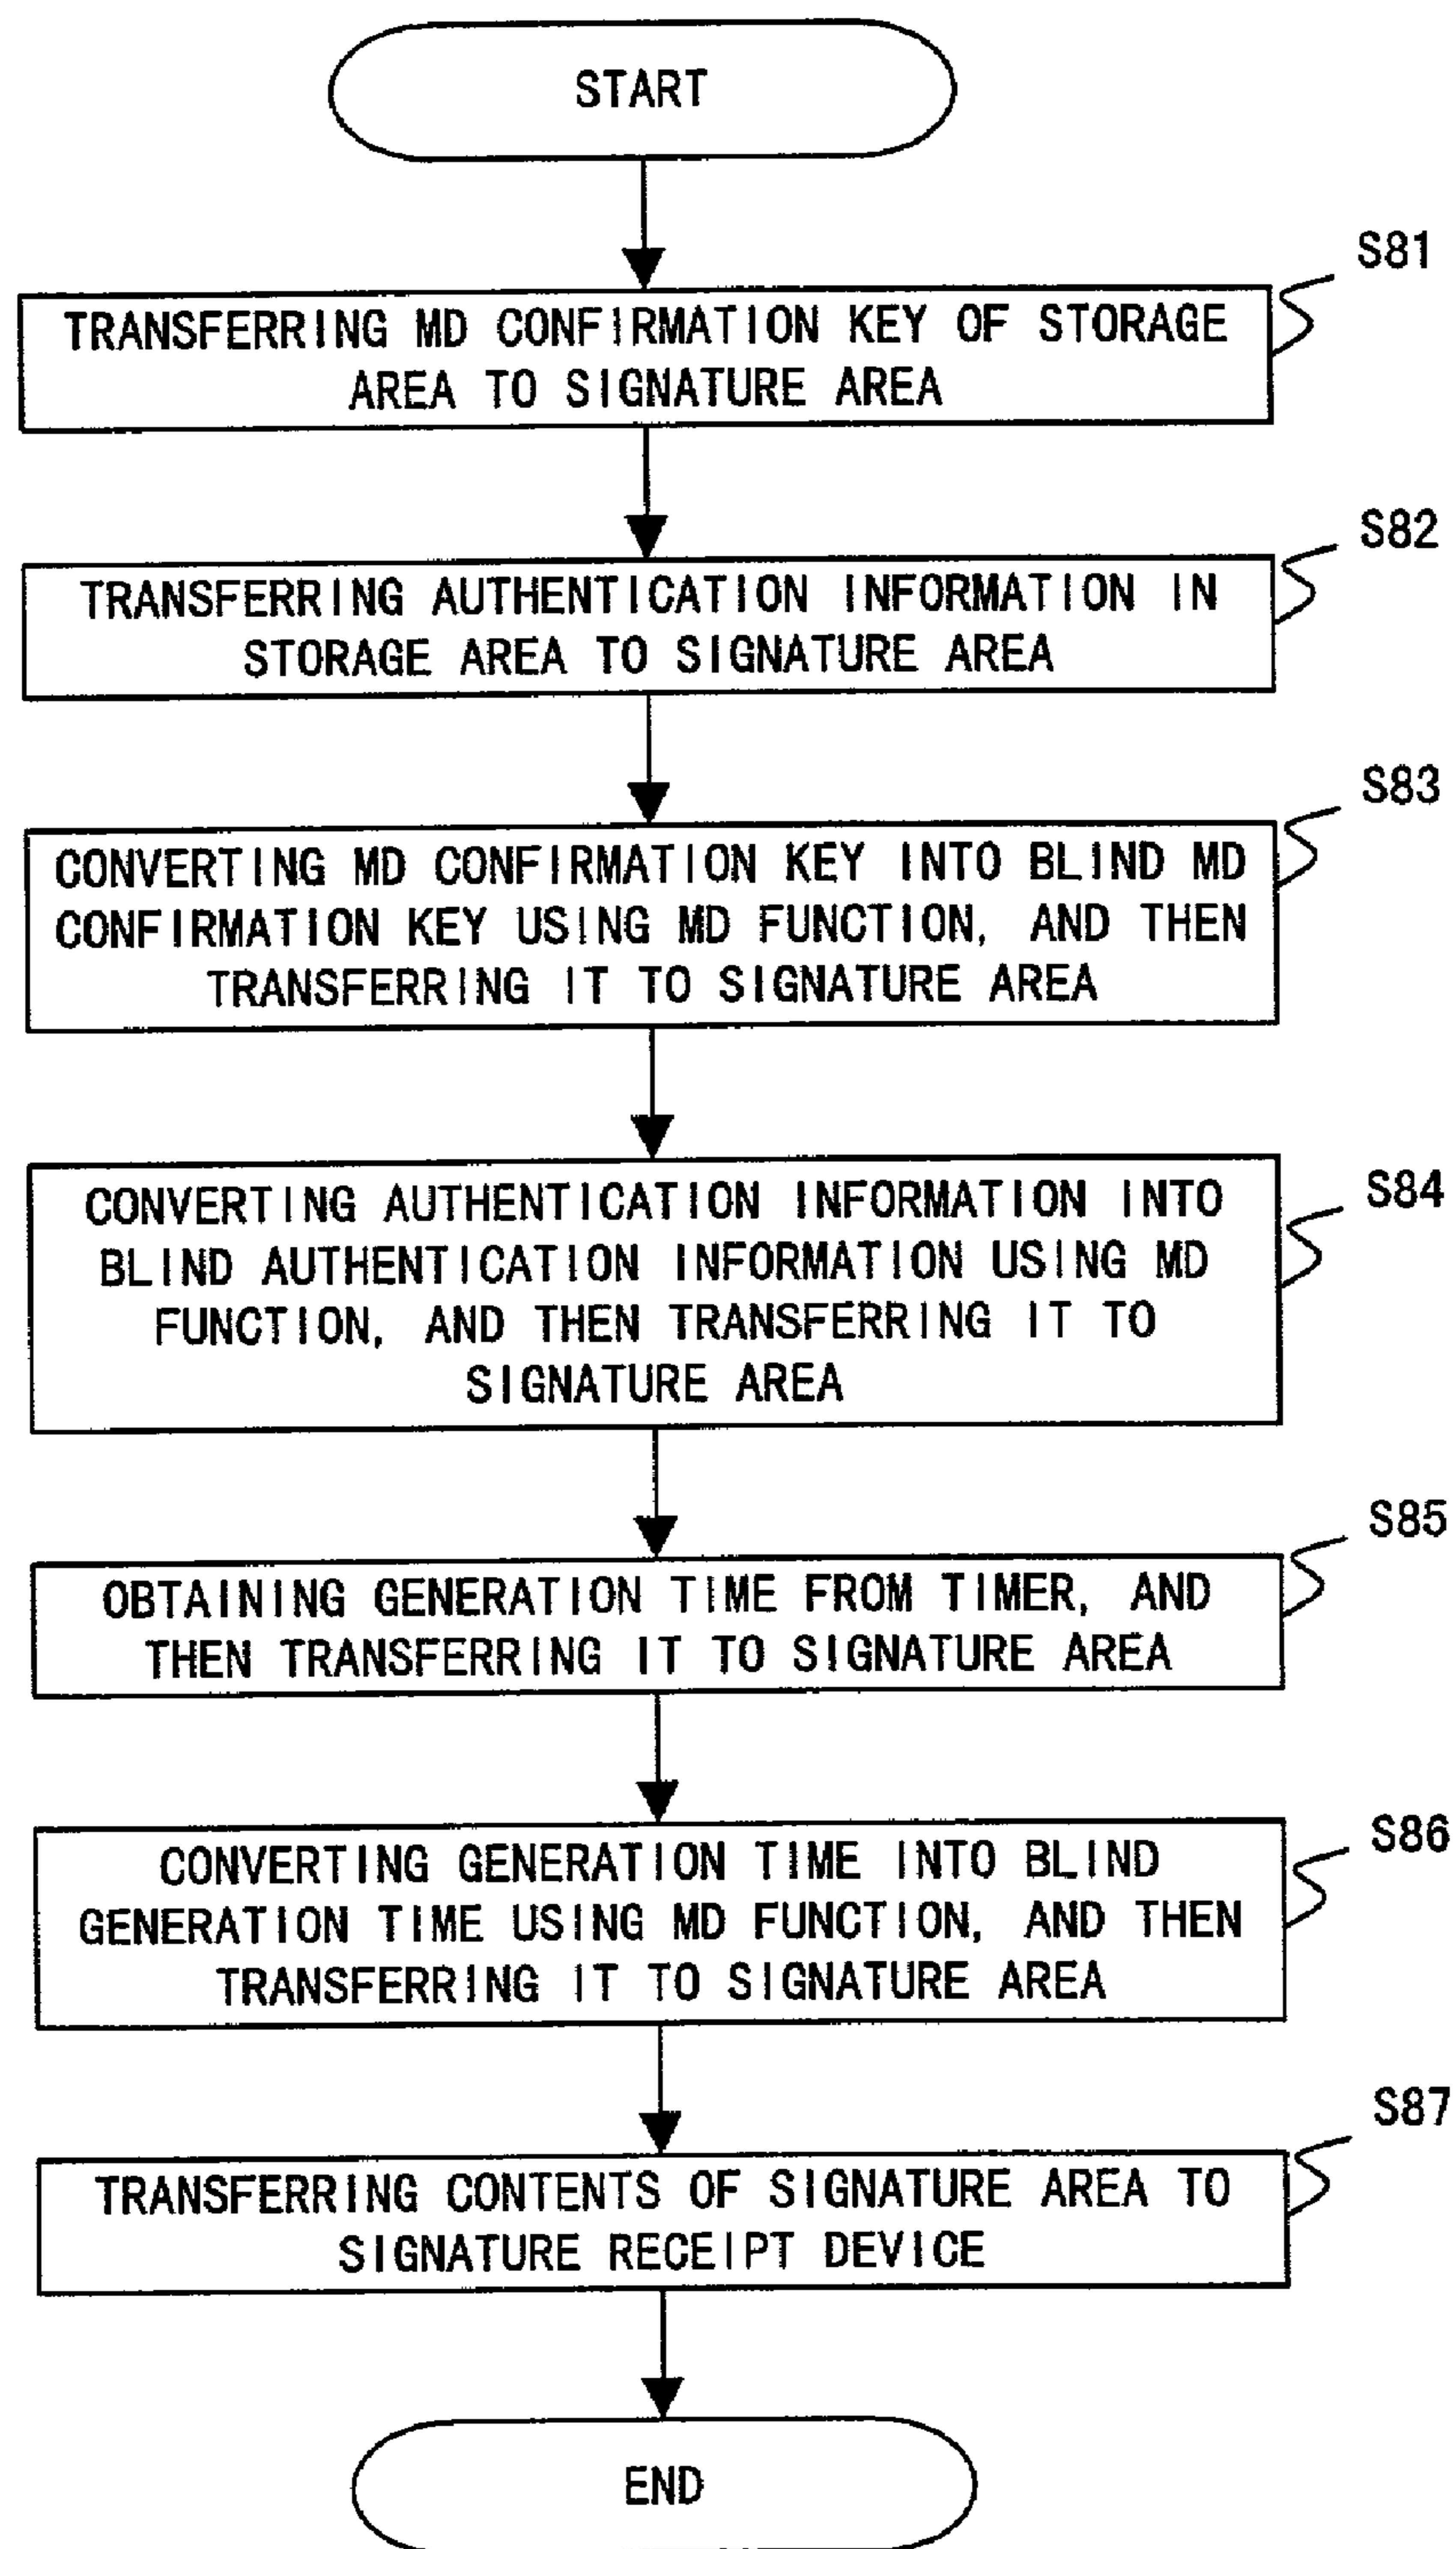 START
S81
TRANSFERRING MD CONFIRMATION KEY OF STORAGE
AREA TO SIGNATURE AREA
S82
TRANSFERRING AUTHENTICATION INFORMATION IN
STORAGE AREA TO SIGNATURE AREA
S83
CONVERTING MD CONFIRMATION KEY INTO BLIND MD
CONFIRMATION KEY USING MD FUNCTION, AND THEN
TRANSFERRING IT TO SIGNATURE AREA
S84
CONVERTING AUTHENTICATION INFORMATION INTO
BLIND AUTHENTICATION INFORMATION USING MD
FUNCTION, AND THEN TRANSFERRING IT TO
SIGNATURE AREA
S85
OBTAINING GENERATION TIME FROM TIMER, AND
THEN TRANSFERRING IT TO SIGNATURE AREA
S86
CONVERTING GENERATION TIME INTO BLIND
GENERATION TIME USING MD FUNCTION, AND THEN
TRANSFERRING IT TO SIGNATURE AREA
S87
TRANSFERRING CONTENTS OF SIGNATURE AREA TO
SIGNATURE RECEIPT DEVICE
END